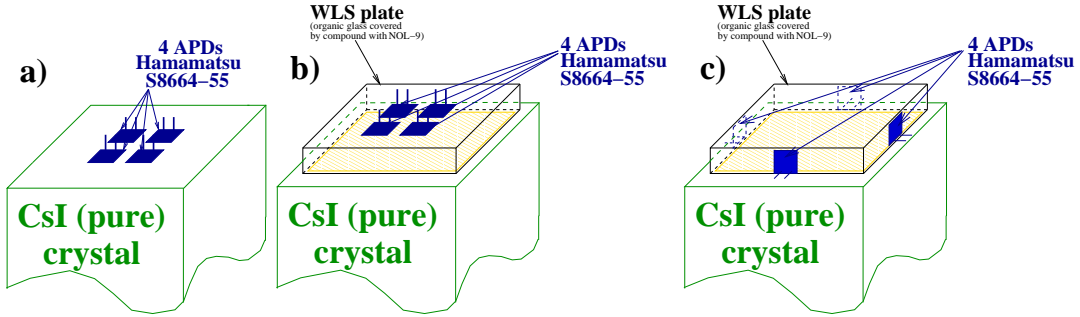 a)
4 APDs
Hamamatsu
S8664−55
CsI (pure)
crystal
b)
WLS plate
(organic glass covered
by compound with NOL−9)
4 APDs
Hamamatsu
S8664−55
CsI (pure)
crystal
c)
WLS plate
(organic glass covered
by compound with NOL−9)
4 APDs
Hamamatsu
S8664−55
CsI (pure)
crystal